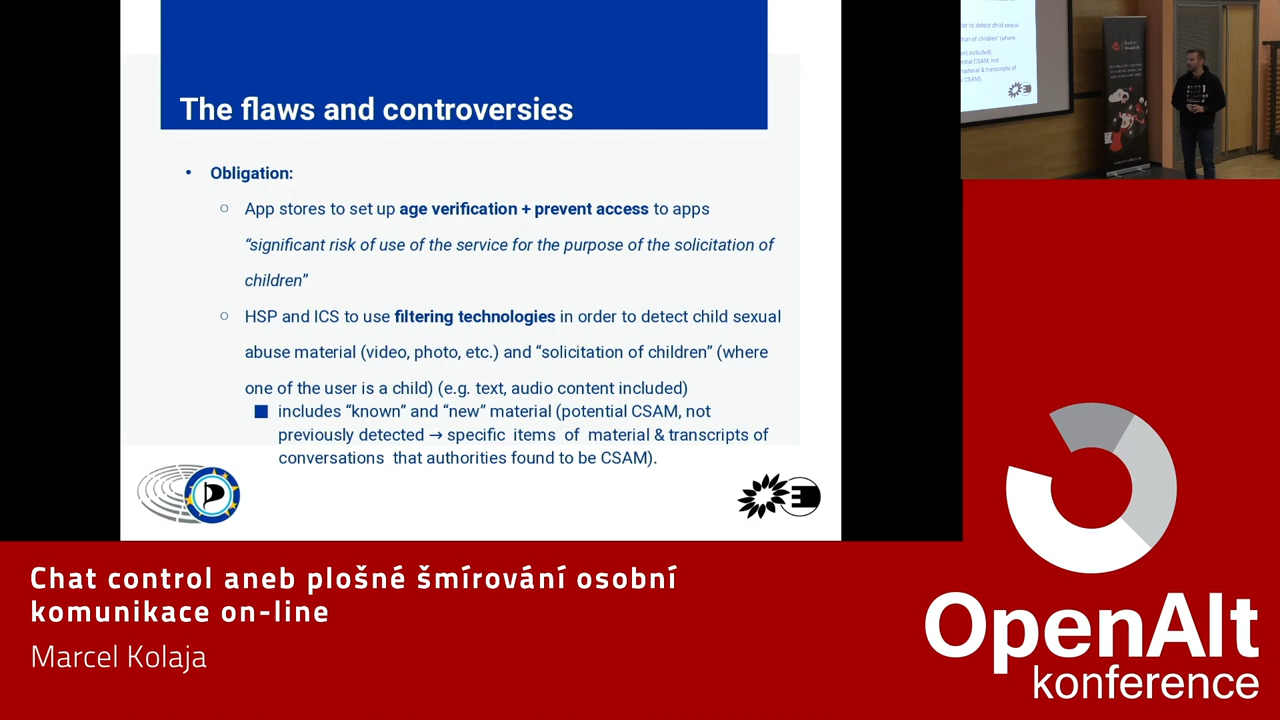 The flaws and controversies
• Obligation:
○ App stores to set up age verification + prevent access to apps
“significant risk of use of the service for the purpose of the solicitation of
children”
○ HSP and ICS to use filtering technologies in order to detect child sexual
abuse material (video, photo, etc.) and “solicitation of children” (where
one of the user is a child) (e.g. text, audio content included)
■ includes “known” and “new” material (potential CSAM, not
previously detected → specific items of material & transcripts of
conversations that authorities found to be CSAM).
Chat control aneb plošné šmírování osobní
komunikace on-line
Marcel Kolaja
OpenAlt
konference